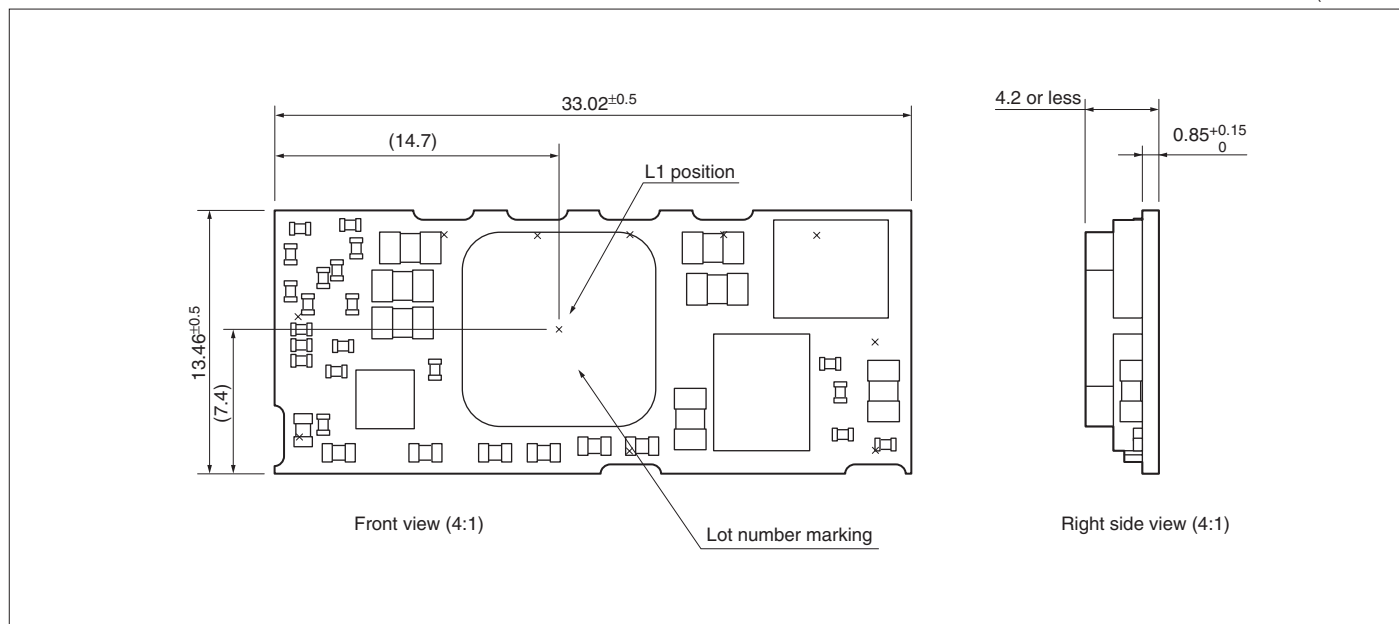 33.02±0.5
4.2 or less
(14.7)
0.85+0.15 0
L1 position
13.46±0.5
(7.4)
Front view (4:1)
Lot number marking
Right side view (4:1)